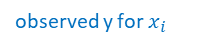 observed y for xᵢ